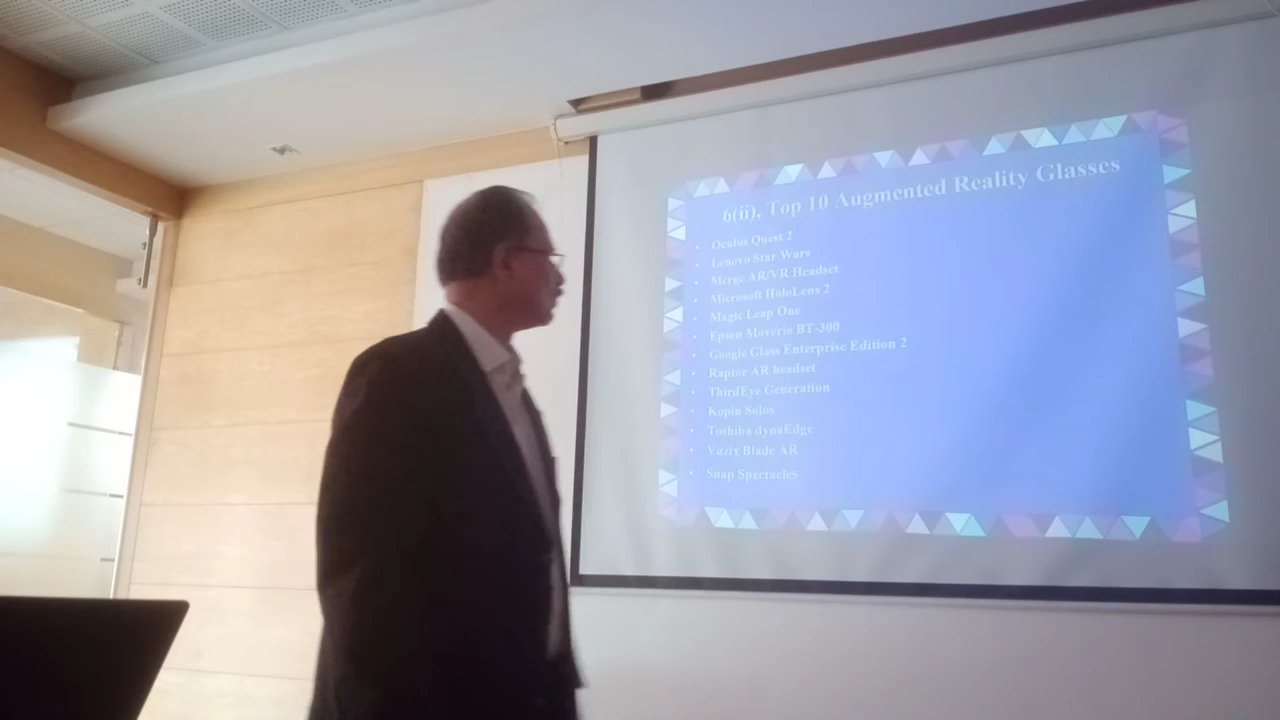 6(ii), Top 10 Augmented Reality Glasses
• Oculus Quest 2
• Lenovo Star Wars
• Merge AR/VR Headset
• Microsoft HoloLens 2
• Magic Leap One
• Epson Moverio BT-300
• Google Glass Enterprise Edition 2
• Raptor AR headset
• ThirdEye Generation
• Kopin Solos
• Toshiba dynaEdge
• Vuzix Blade AR
• Snap Spectacles